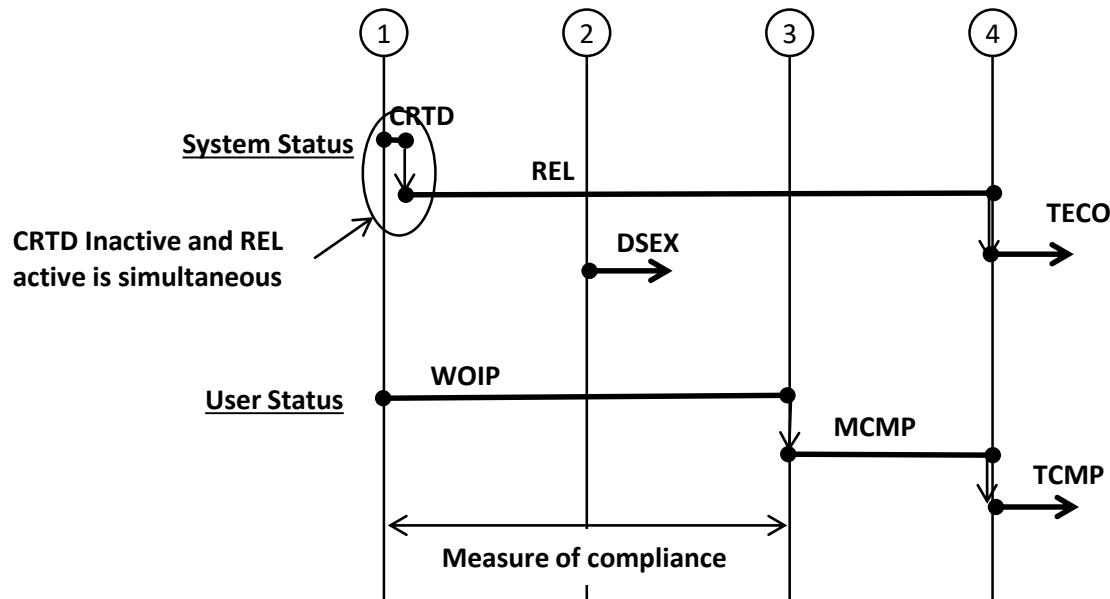 1
2
3
4
CRTD
System Status
REL
TECO
CRTD Inactive and REL
active is simultaneous
DSEX
WOIP
User Status
MCMP
TCMP
Measure of compliance